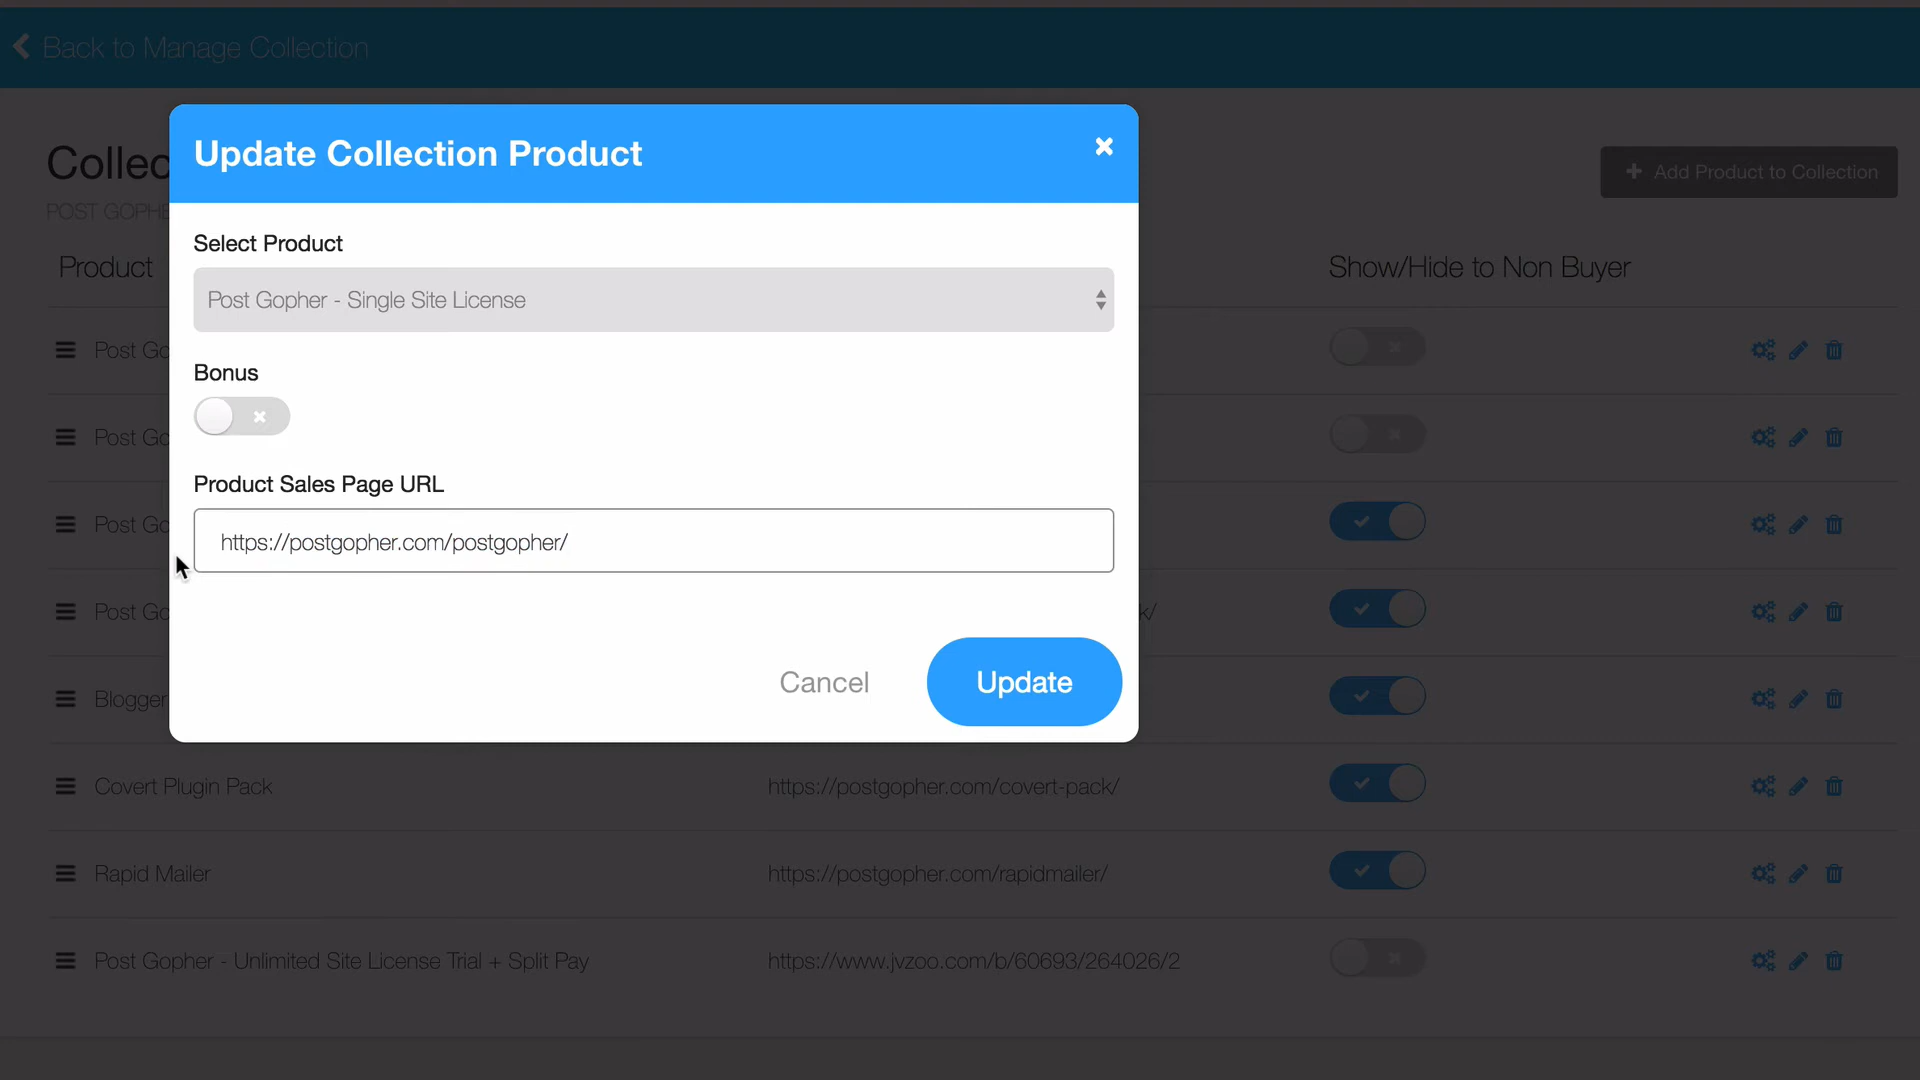 Back to Manage Collection
Update Collection Product
Collec
Add Product to Collection
POST GOPHE
Select Product
Product
Show/Hide to Non Buyer
Post Gopher - Single Site License
Post Go
Bonus
Post Go
Product Sales Page URL
Post Go
https://postgopher.com/postgopher/
Post Go
k/
Cancel
Update
Blogger
Covert Plugin Pack
https://postgopher.com/covert-pack/
Rapid Mailer
https://postgopher.com/rapidmailer/
Post Gopher - Unlimited Site License Trial + Split Pay
https://www.jvzoo.com/b/60693/264026/2